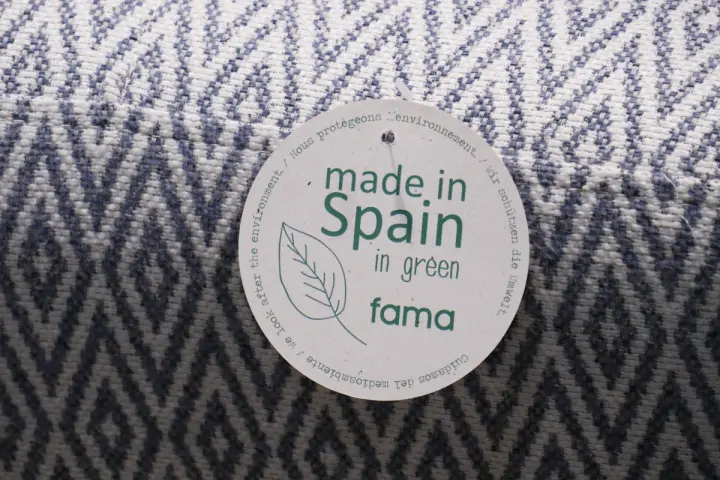 made in
Spain
in green
fama
Cuidamos del medioambiente / we look after the environment / Nous protégeons l'environnement / Wir schützen die Umwelt